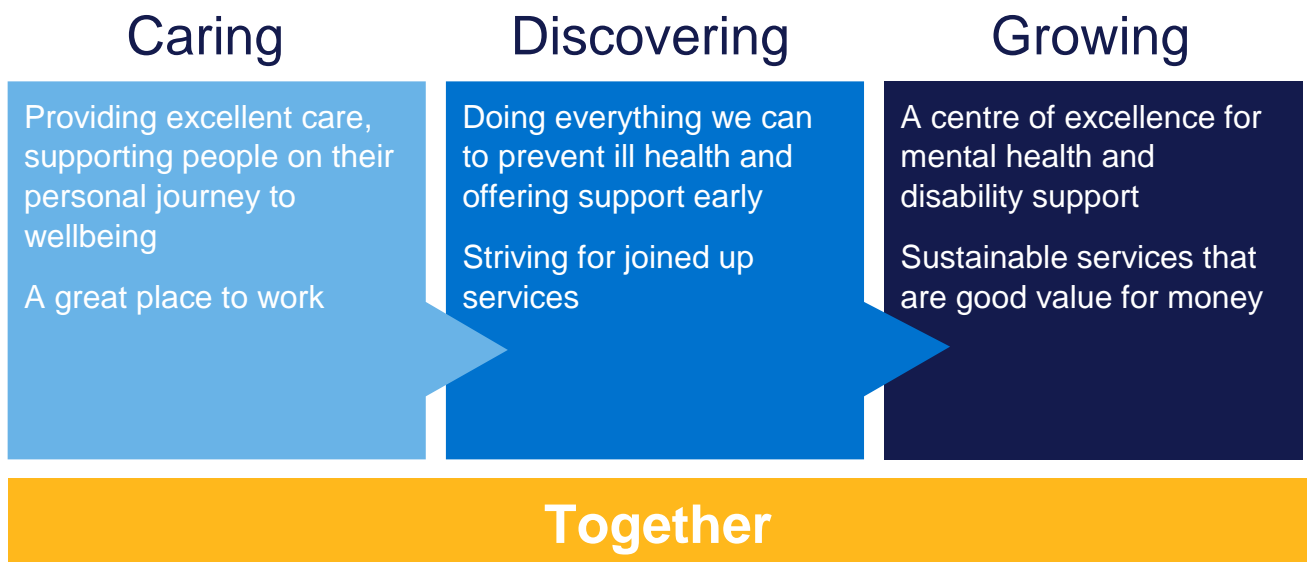 Caring
Providing excellent care,
supporting people on their
personal journey to
wellbeing
A great place to work
Discovering
Doing everything we can
to prevent ill health and
offering support early
Striving for joined up
services
Growing
A centre of excellence for
mental health and
disability support
Sustainable services that
are good value for money
Together